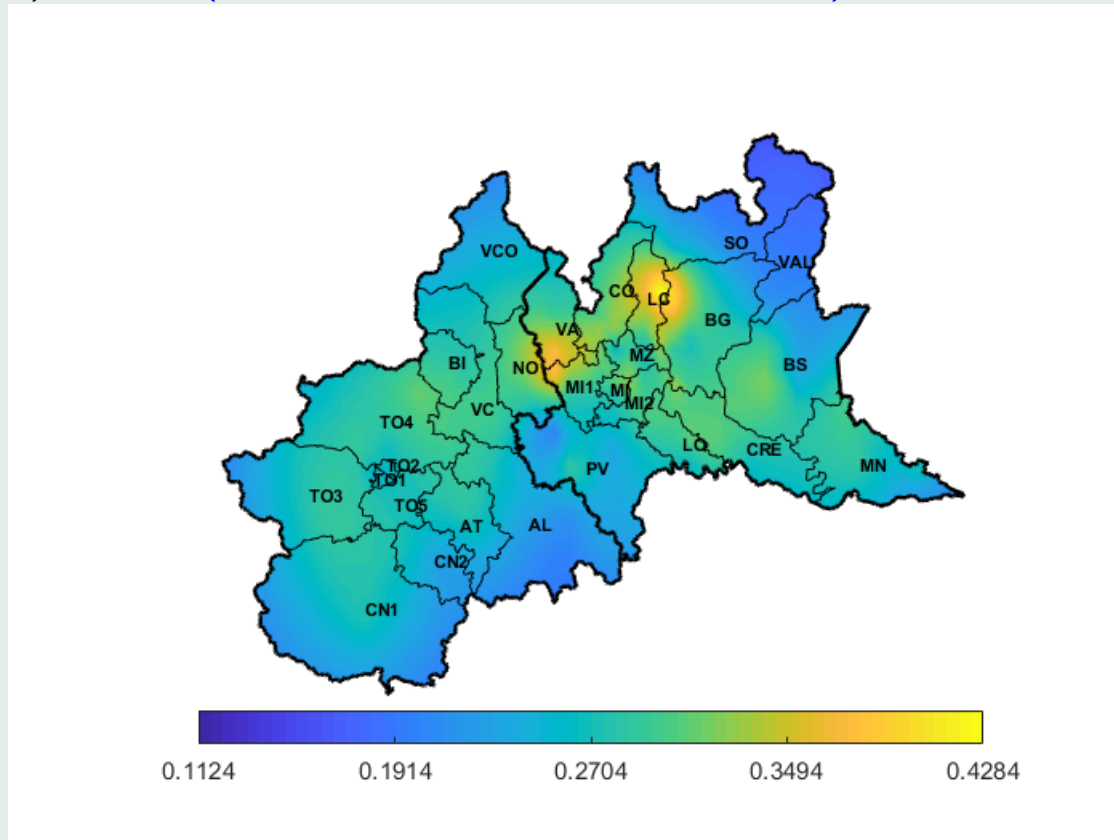 SO
VCO
VAL
CO
LC
BG
VA
MZ
BI
NO
BS
MI1
MI
MI2
VC
TO4
LO
CRE
TO2
PV
MN
TO1
TO3
TO5
AT
AL
CN2
CN1
0.1124 0.1914 0.2704 0.3494 0.4284